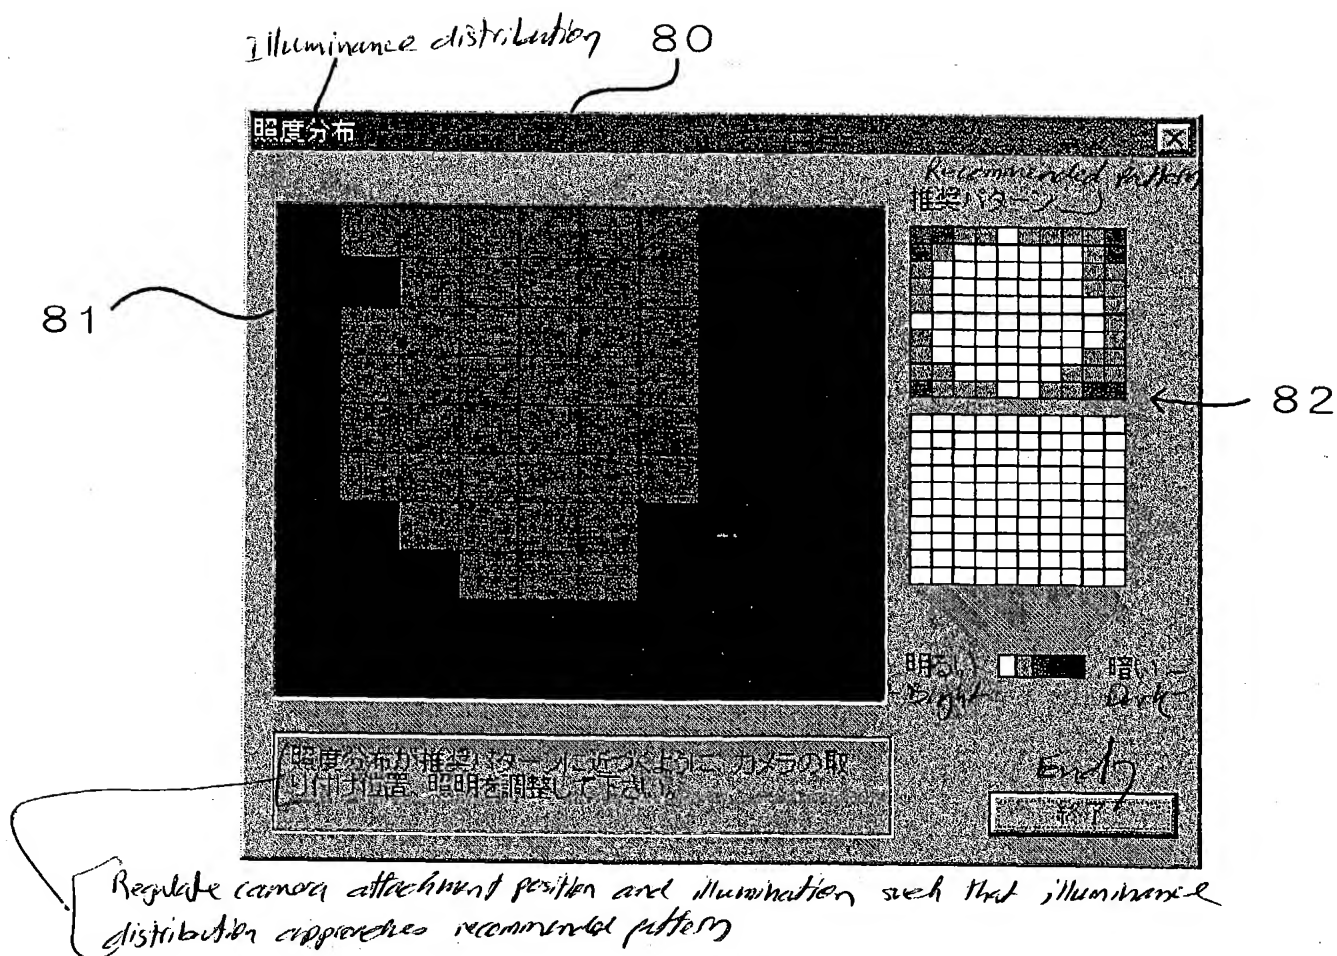 Illuminance distribution
80
照度分布
Recommended pattern
推奨パターン
81
82
明るい 暗い
Bright Dark
照度分布が推奨パターンに近づくように カメラの取
り付け位置、照明を調整して下さい。
End
終了
Regulate camera attachment position and illumination such that illuminance
distribution approaches recommended pattern